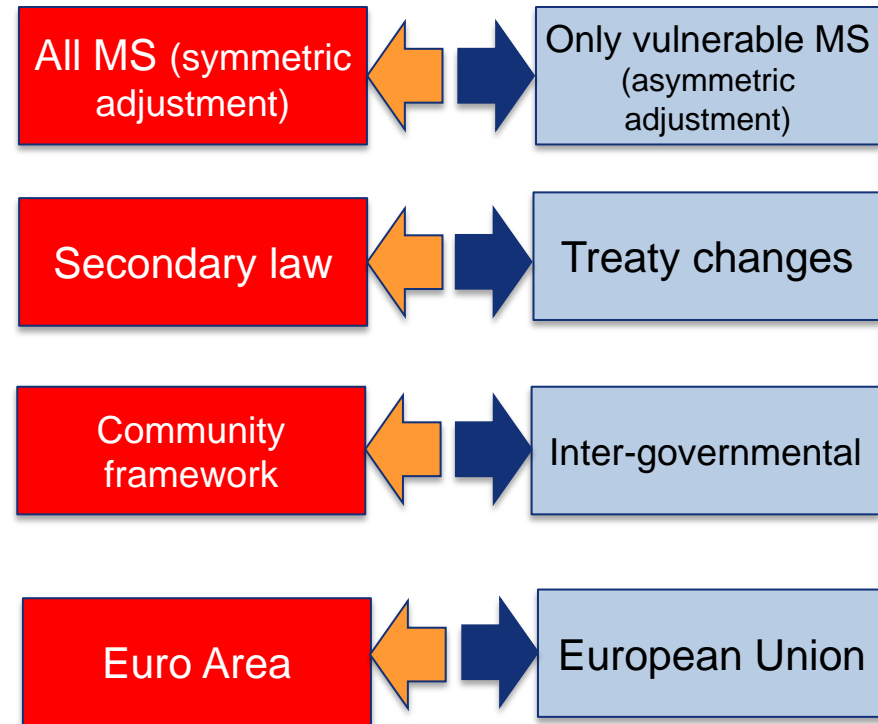 All MS (symmetric
adjustment)
Only vulnerable MS
(asymmetric
adjustment)
Secondary law
Treaty changes
Community
framework
Inter-governmental
Euro Area
European Union